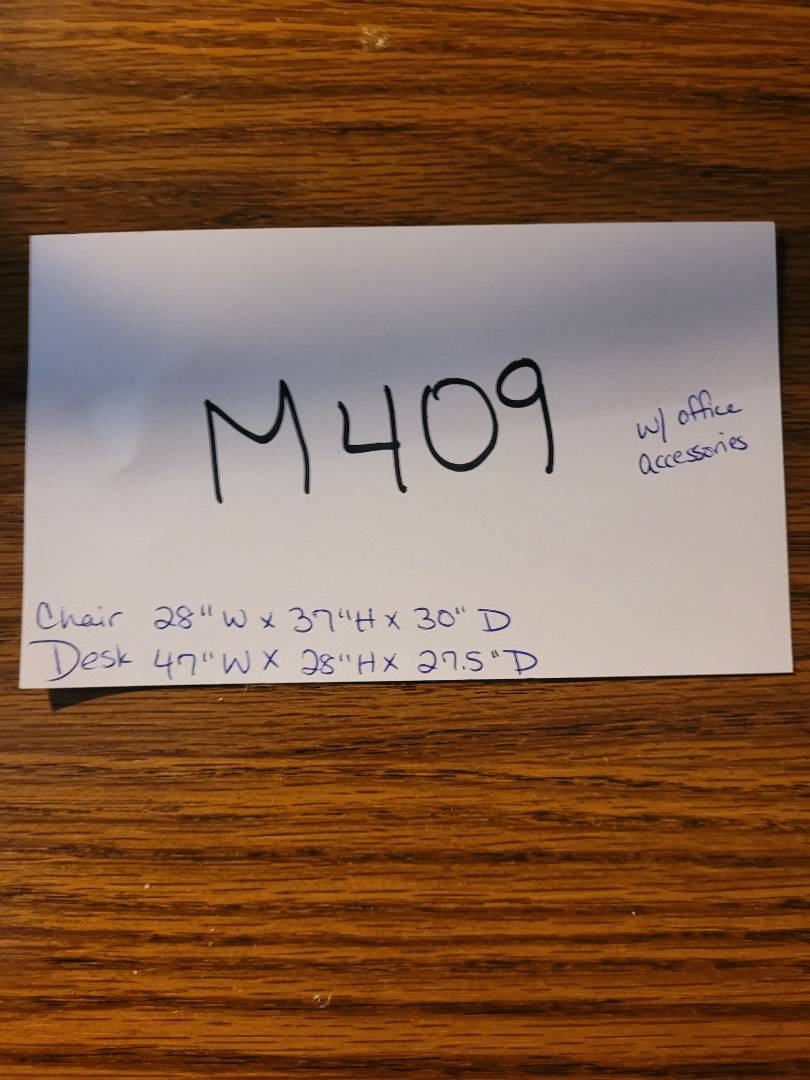 M409
w/ office
accessories
Chair 28"W x 37"H x 30"D
Desk 47"W x 28"H x 27.5"D